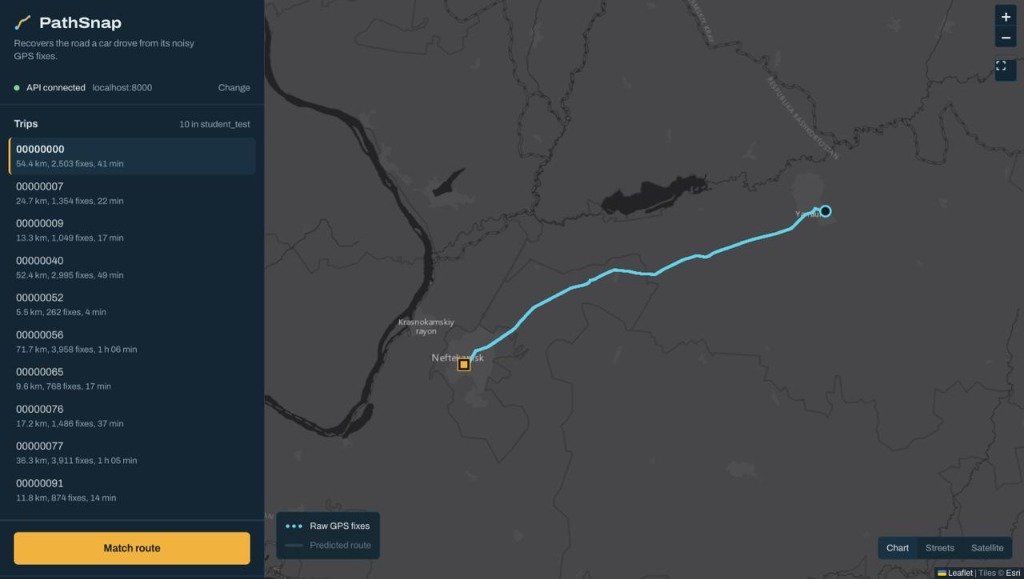 PathSnap
Recovers the road a car drove from its noisy
GPS fixes.
API connected localhost:8000 Change
Trips 10 in student_test
00000000
54.4 km, 2,503 fixes, 41 min
00000007
24.7 km, 1,354 fixes, 22 min
00000009
13.3 km, 1,049 fixes, 17 min
00000040
52.4 km, 2,995 fixes, 49 min
00000052
5.5 km, 262 fixes, 4 min
00000056
71.7 km, 3,958 fixes, 1 h 06 min
00000065
9.6 km, 768 fixes, 17 min
00000076
17.2 km, 1,486 fixes, 37 min
00000077
36.3 km, 3,911 fixes, 1 h 05 min
00000091
11.8 km, 874 fixes, 14 min
Match route
+
−
Krasnokamskiy
rayon
Raw GPS fixes
Predicted route
Chart Streets Satellite
Leaflet | Tiles © Esri